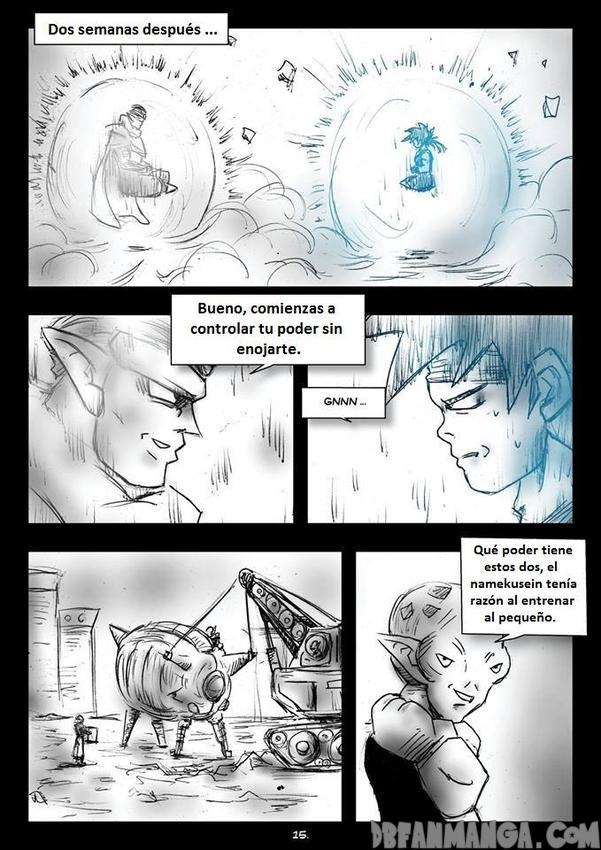 Dos semanas después ...
Bueno, comienzas a
controlar tu poder sin
enojarte.
GNNN ...
Qué poder tiene
estos dos, el
namekusein tenía
razón al entrenar
al pequeño.
15.
DBFANMANGA.COM